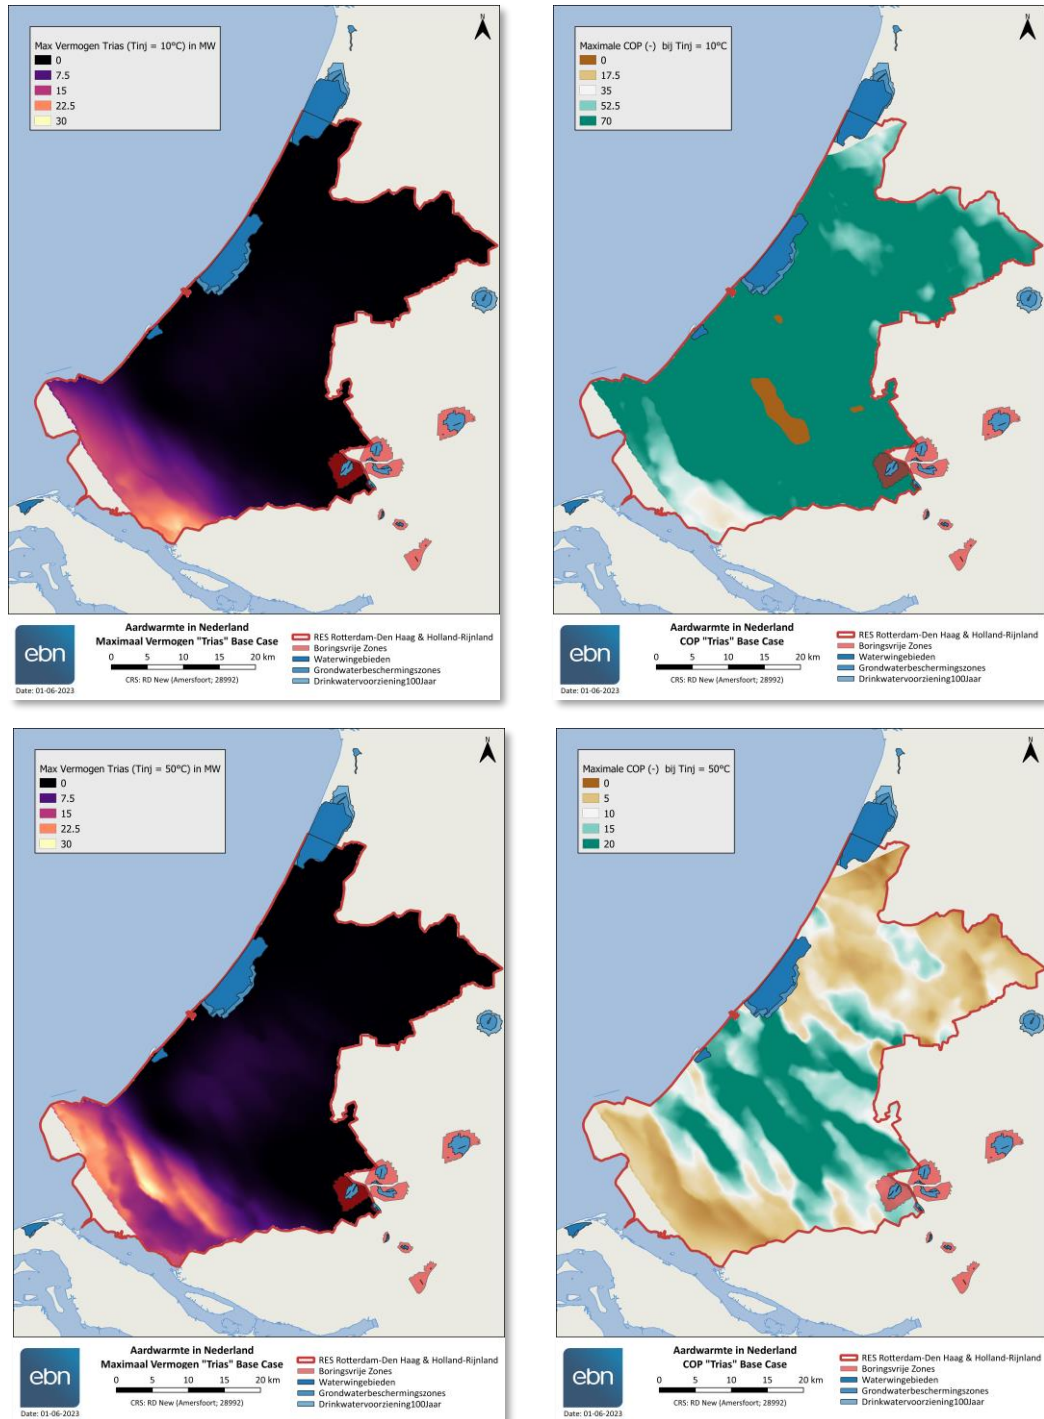 Max Vermogen Trias (Tinj = 10°C) in MW
0
7.5
15
22.5
30
N
Aardwarmte in Nederland
Maximaal Vermogen "Trias" Base Case
0 5 10 15 20 km
CRS: RD New (Amersfoort; 28992)
ebn
Date: 01-06-2023
RES Rotterdam-Den Haag & Holland-Rijnland
Boringsvrije Zones
Waterwingebieden
Grondwaterbeschermingszones
Drinkwatervoorziening100Jaar
Maximale COP (-) bij Tinj = 10°C
0
17.5
35
52.5
70
N
Aardwarmte in Nederland
COP "Trias" Base Case
0 5 10 15 20 km
CRS: RD New (Amersfoort; 28992)
ebn
Date: 01-06-2023
RES Rotterdam-Den Haag & Holland-Rijnland
Boringsvrije Zones
Waterwingebieden
Grondwaterbeschermingszones
Drinkwatervoorziening100Jaar
Max Vermogen Trias (Tinj = 50°C) in MW
0
7.5
15
22.5
30
N
Aardwarmte in Nederland
Maximaal Vermogen "Trias" Base Case
0 5 10 15 20 km
CRS: RD New (Amersfoort; 28992)
ebn
Date: 01-06-2023
RES Rotterdam-Den Haag & Holland-Rijnland
Boringsvrije Zones
Waterwingebieden
Grondwaterbeschermingszones
Drinkwatervoorziening100Jaar
Maximale COP (-) bij Tinj = 50°C
0
5
10
15
20
N
Aardwarmte in Nederland
COP "Trias" Base Case
0 5 10 15 20 km
CRS: RD New (Amersfoort; 28992)
ebn
Date: 01-06-2023
RES Rotterdam-Den Haag & Holland-Rijnland
Boringsvrije Zones
Waterwingebieden
Grondwaterbeschermingszones
Drinkwatervoorziening100Jaar